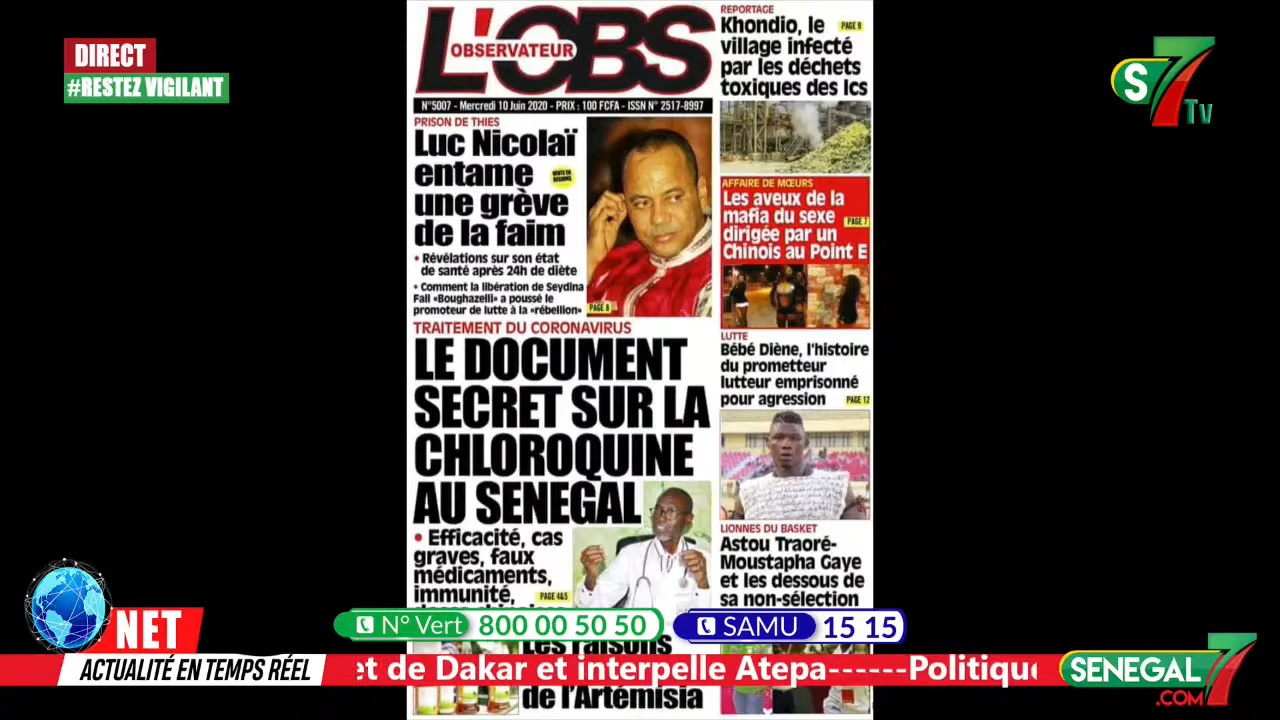 DIRECT
#RESTEZ VIGILANT
S7 Tv
L'OBS
OBSERVATEUR
N°5007 - Mercredi 10 Juin 2020 - PRIX : 100 FCFA - ISSN N° 2517-8997
PRISON DE THIES
Luc Nicolaï
entame
une grève
de la faim
VENTE EN
REGIONS
• Révélations sur son état
de santé après 24h de diète
• Comment la libération de Seydina
Fall «Boughazelli» a poussé le
promoteur de lutte à la «rébellion»
PAGE 8
TRAITEMENT DU CORONAVIRUS
LE DOCUMENT
SECRET SUR LA
CHLOROQUINE
AU SENEGAL
• Efficacité, cas
graves, faux
médicaments,
immunité,
PAGE 4&5
Les raisons
de l'Artémisia
REPORTAGE
Khondio, le
PAGE 9
village infecté
par les déchets
toxiques des Ics
AFFAIRE DE MŒURS
Les aveux de la
mafia du sexe
PAGE 7
dirigée par un
Chinois au Point E
LUTTE
Bébé Diène, l'histoire
du prometteur
lutteur emprisonné
pour agression
PAGE 12
LIONNES DU BASKET
Astou Traoré-
Moustapha Gaye
et les dessous de
sa non-sélection
N° Vert 800 00 50 50
SAMU 15 15
NET
ACTUALITÉ EN TEMPS RÉEL
et de Dakar et interpelle Atepa------Politique
SENEGAL7
.COM